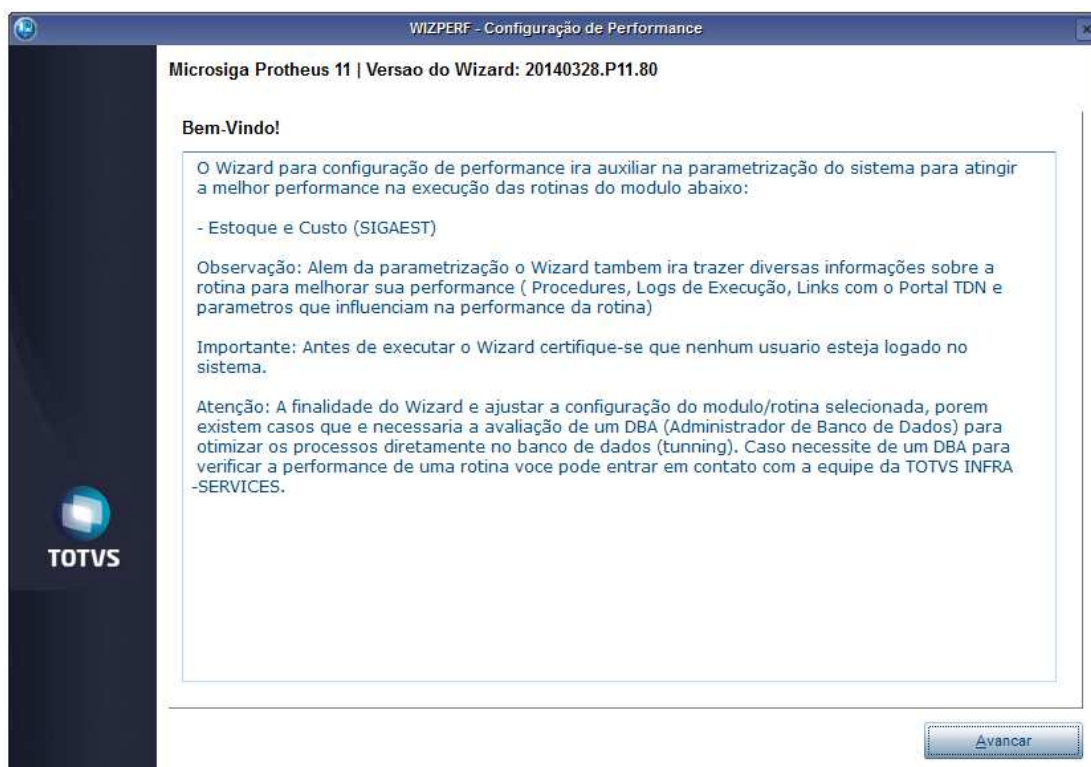 WIZPERF - Configuração de Performance
Microsiga Protheus 11 | Versao do Wizard: 20140328.P11.80
Bem-Vindo!
O Wizard para configuração de performance ira auxiliar na parametrização do sistema para atingir
a melhor performance na execução das rotinas do modulo abaixo:
- Estoque e Custo (SIGAEST)
Observação: Alem da parametrização o Wizard tambem ira trazer diversas informações sobre a
rotina para melhorar sua performance ( Procedures, Logs de Execução, Links com o Portal TDN e
parametros que influenciam na performance da rotina)
Importante: Antes de executar o Wizard certifique-se que nenhum usuario esteja logado no
sistema.
Atenção: A finalidade do Wizard e ajustar a configuração do modulo/rotina selecionada, porem
existem casos que e necessaria a avaliação de um DBA (Administrador de Banco de Dados) para
otimizar os processos diretamente no banco de dados (tunning). Caso necessite de um DBA para
verificar a performance de uma rotina voce pode entrar em contato com a equipe da TOTVS INFRA
-SERVICES.
TOTVS
Avancar